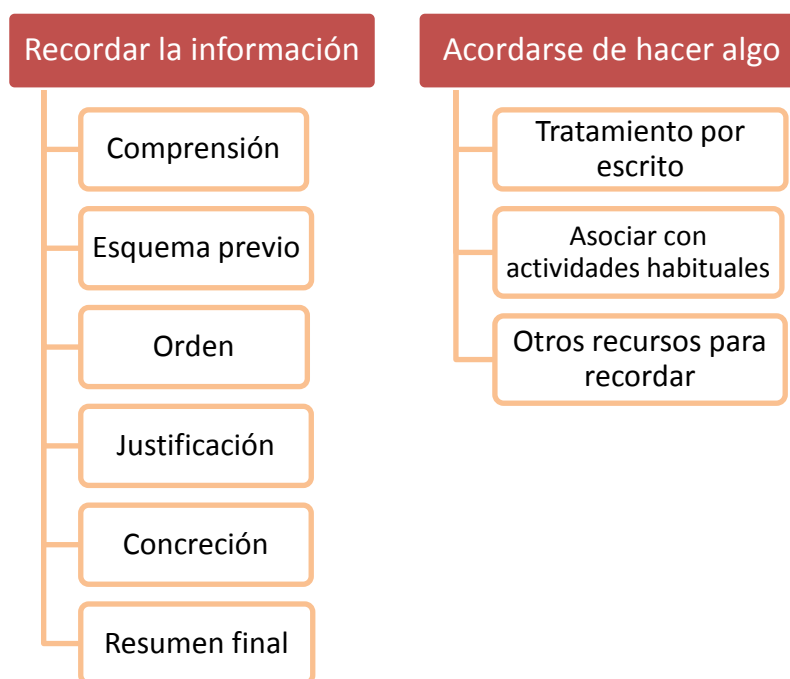 Recordar la información
Comprensión
Esquema previo
Orden
Justificación
Concreción
Resumen final
Acordarse de hacer algo
Tratamiento por
escrito
Asociar con
actividades habituales
Otros recursos para
recordar